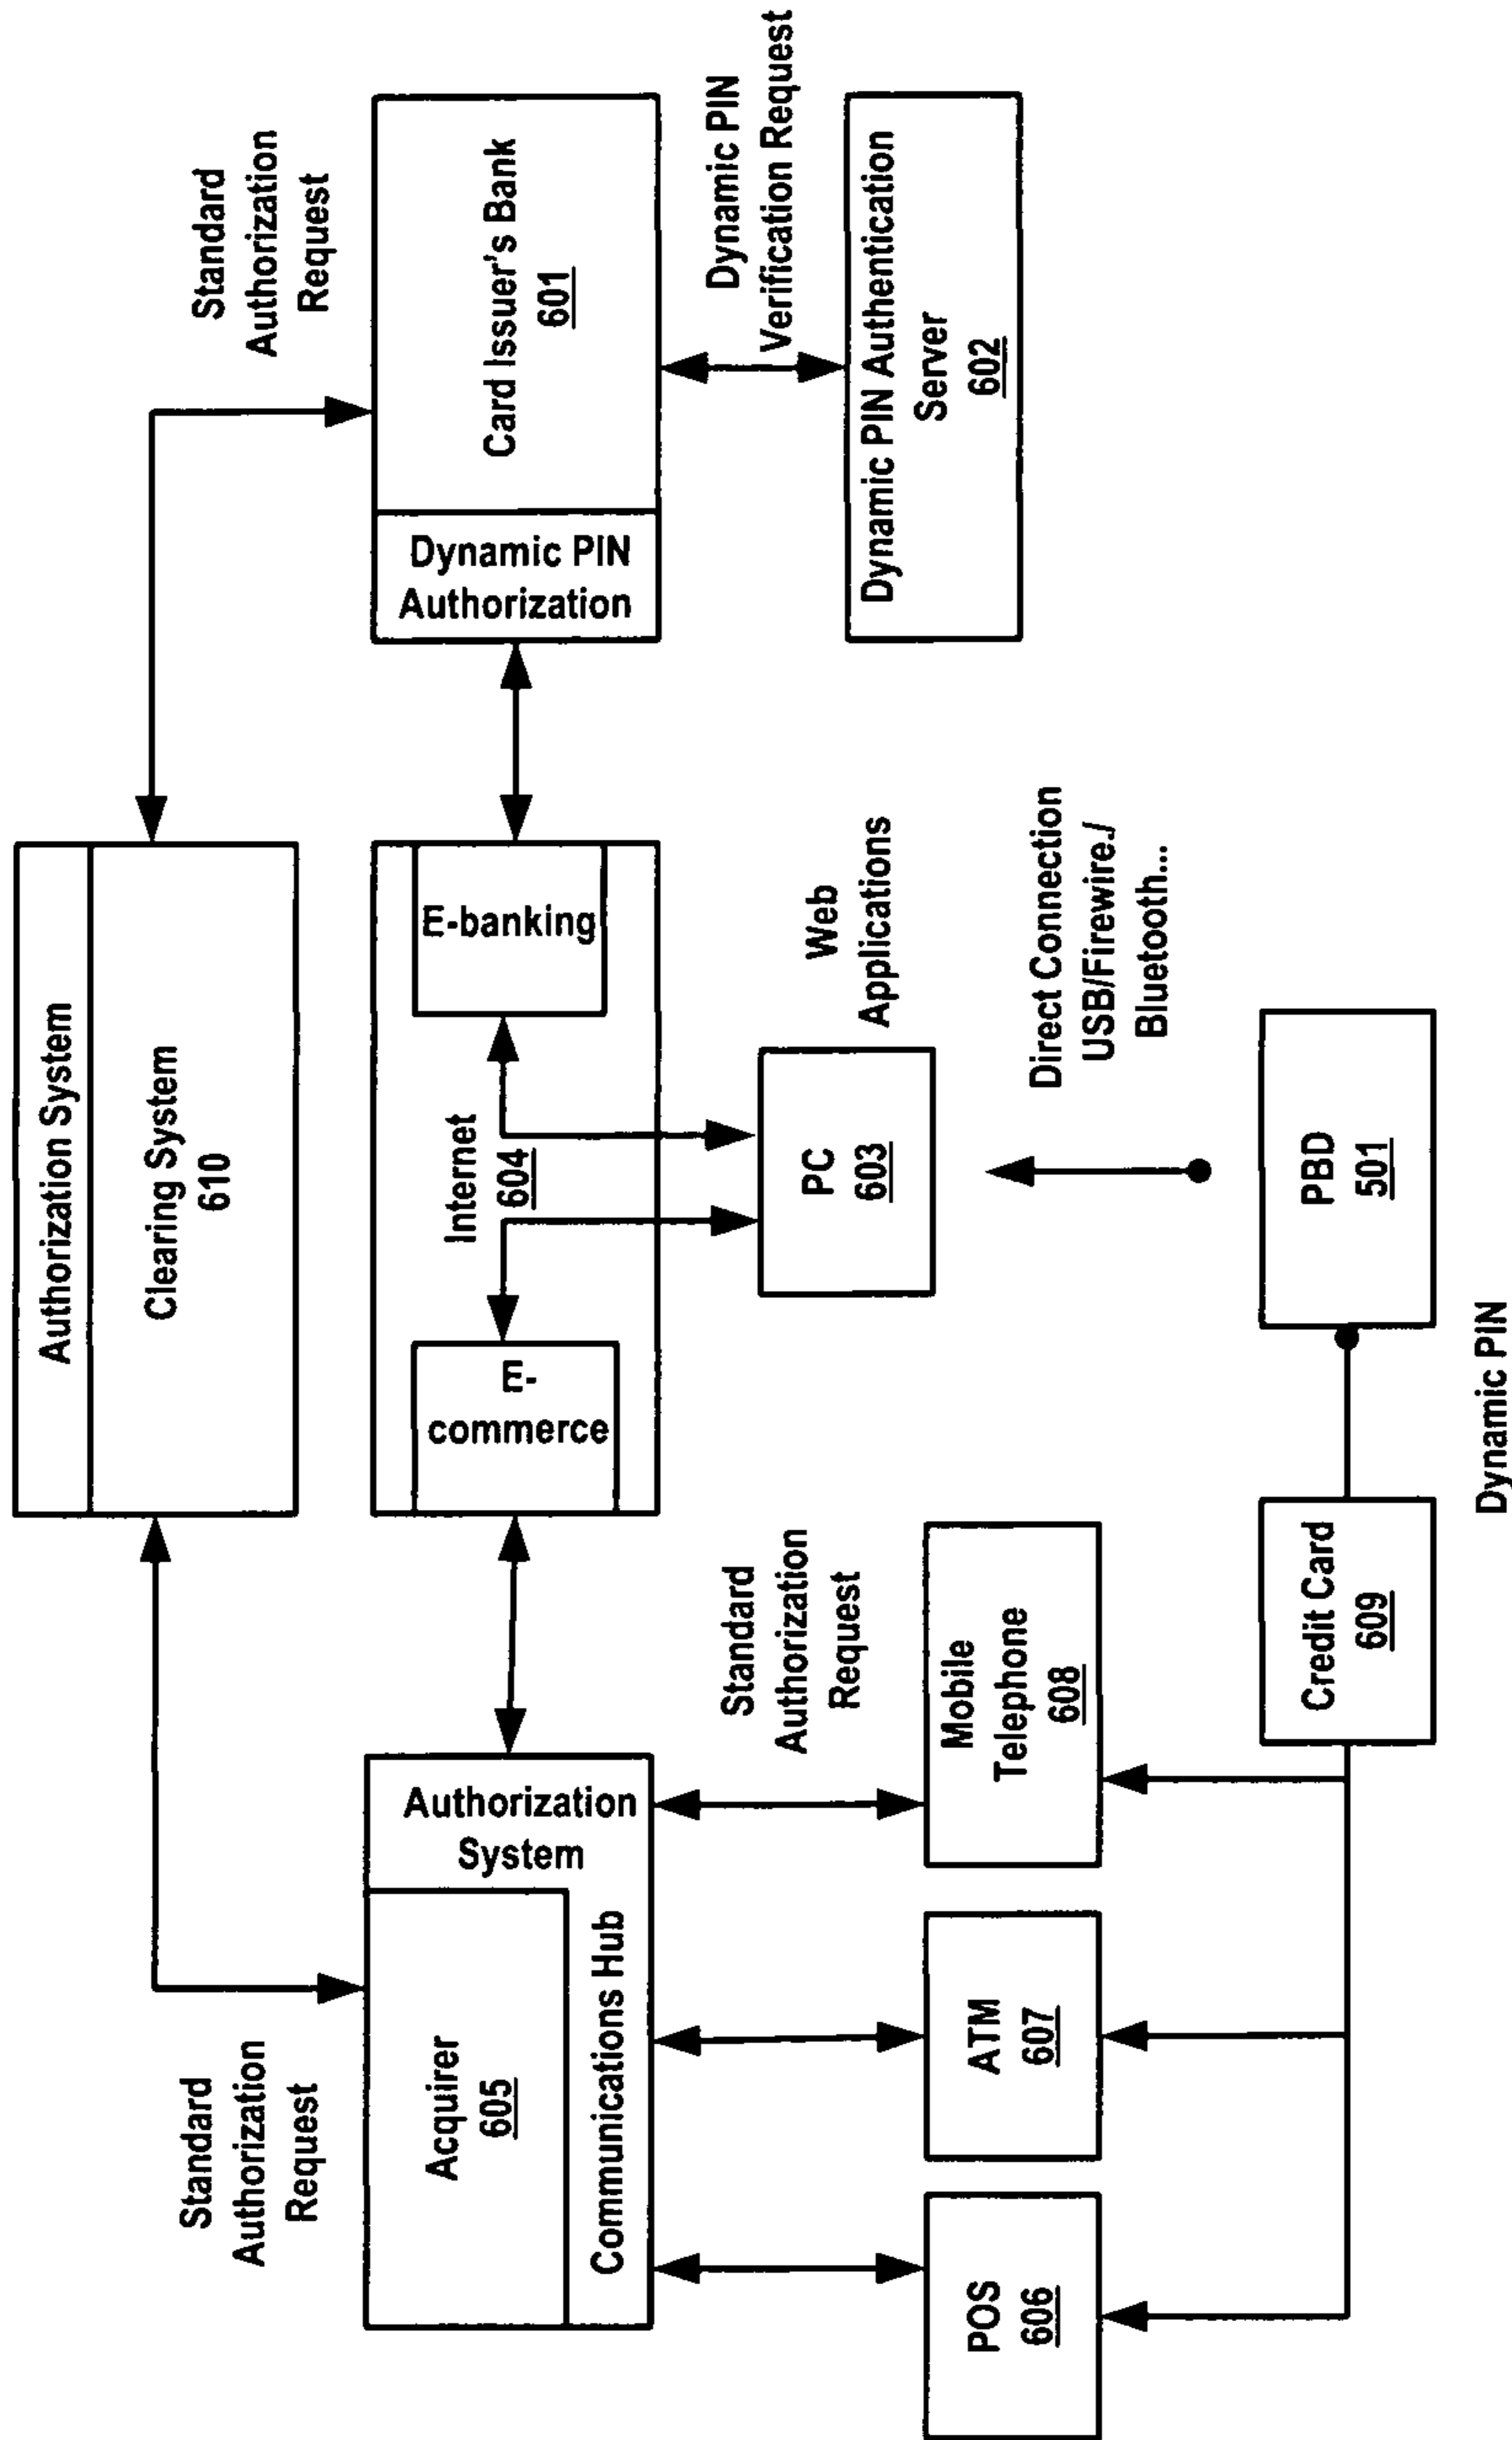 Authorization System
Clearing System
610
Standard
Authorization
Request
Standard
Authorization
Request
Acquirer
605
Authorization
System
Communications Hub
E-
commerce
Internet
604
E-banking
Dynamic PIN
Authorization
Card Issuer's Bank
601
Standard
Authorization
Request
Web
Applications
Dynamic PIN
Verification Request
POS
606
ATM
607
Mobile
Telephone
608
PC
603
Dynamic PIN Authentication
Server
602
Direct Connection
USB/Firewire./
Bluetooth...
Credit Card
609
PBD
501
Dynamic PIN